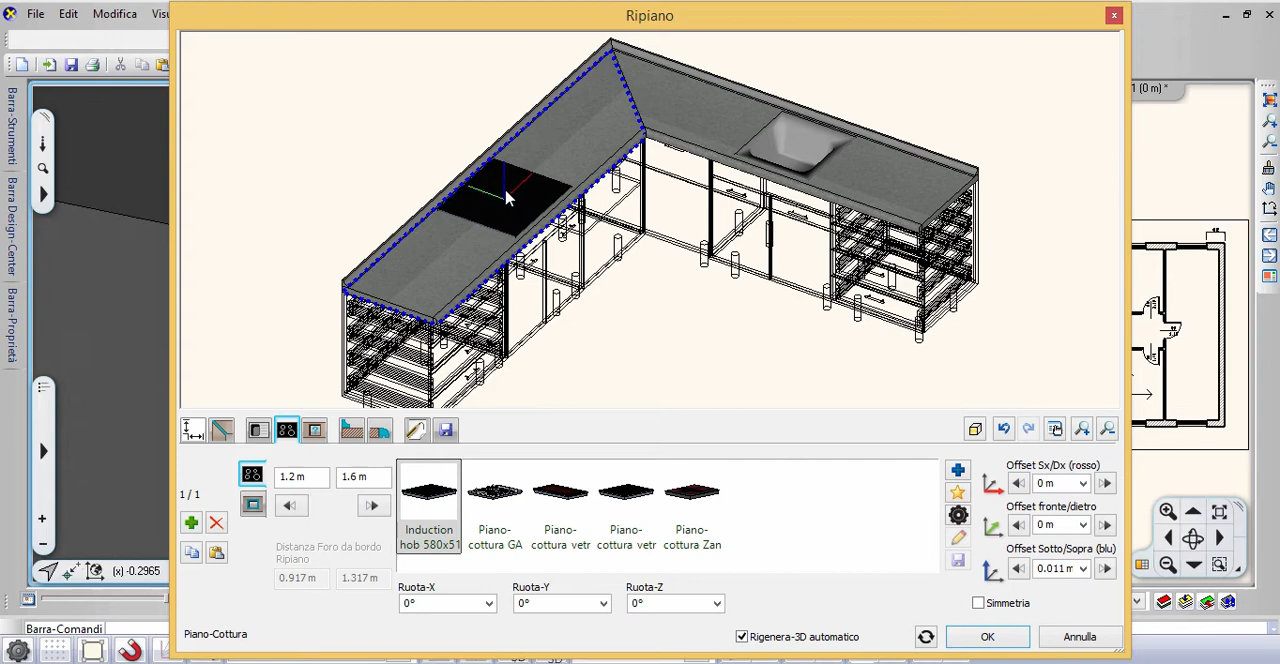 File Edit Modifica Visu
Ripiano
x
1 (0 m) *
Barra-Strumenti
Barra Design-Center
Barra-Proprietà
1 / 1
1.2 m 1.6 m
Distanza Foro da bordo
Ripiano
0.917 m 1.317 m
Induction
hob 580x51
Piano-
cottura GA
Piano-
cottura vetr
Piano-
cottura vetr
Piano-
cottura Zan
Ruota-X Ruota-Y Ruota-Z
0° 0° 0°
Offset Sx/Dx (rosso)
0 m
Offset fronte/dietro
0 m
Offset Sotto/Sopra (blu)
0.011 m
Simmetria
(x) -0.2965
Barra-Comandi
Piano-Cottura
Rigenera-3D automatico
OK
Annulla